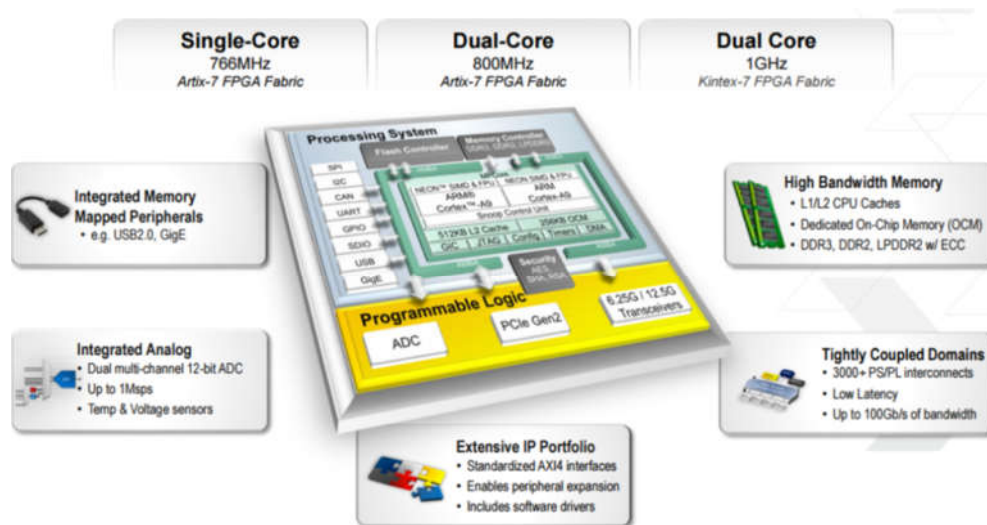 Single-Core
766MHz
Artix-7 FPGA Fabric
Dual-Core
800MHz
Artix-7 FPGA Fabric
Dual Core
1GHz
Kintex-7 FPGA Fabric
Processing System
Flash Controller
Memory Controller
DDR3, DDR2, LPDDR2
SPI
I2C
CAN
UART
GPIO
SDIO
USB
GigE
NEON™ SIMD & FPU
NEON SIMD & FPU
ARM®
Cortex™-A9
ARM
Cortex-A9
Snoop Control Unit
512KB L2 Cache
256KB OCM
GIC
JTAG
Config
Timers
DMA
Security
AES,
SHA, RSA
Programmable Logic
ADC
PCIe Gen2
6.25G / 12.5G
Transceivers
Integrated Memory
Mapped Peripherals
• e.g. USB2.0, GigE
High Bandwidth Memory
• L1/L2 CPU Caches
• Dedicated On-Chip Memory (OCM)
• DDR3, DDR2, LPDDR2 w/ ECC
Integrated Analog
• Dual multi-channel 12-bit ADC
• Up to 1Msps
• Temp & Voltage sensors
Tightly Coupled Domains
• 3000+ PS/PL interconnects
• Low Latency
• Up to 100Gb/s of bandwidth
Extensive IP Portfolio
• Standardized AXI4 interfaces
• Enables peripheral expansion
• Includes software drivers